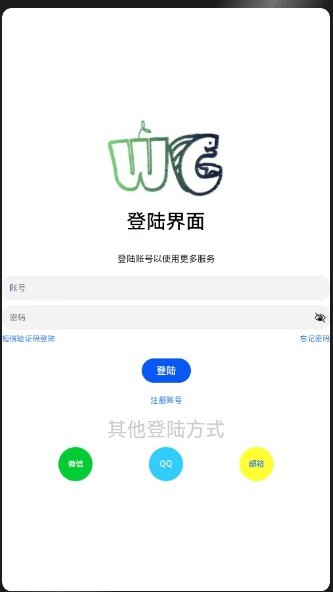 WC
登陆界面
登陆账号以使用更多服务
账号
密码
短信验证码登陆 忘记密码
登陆
注册账号
其他登陆方式
微信 QQ 邮箱